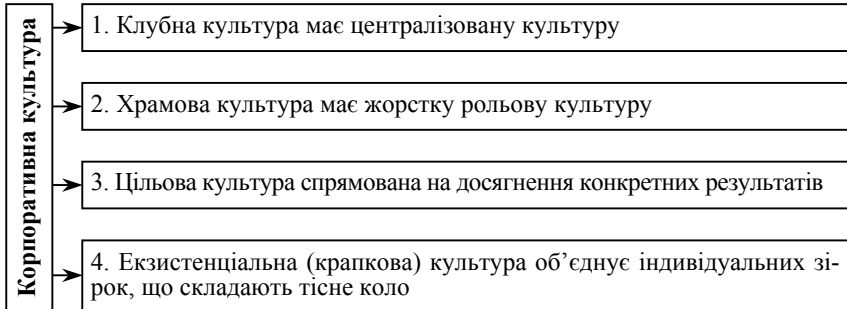 Корпоративна культура
1. Клубна культура має централізовану культуру
2. Храмова культура має жорстку рольову культуру
3. Цільова культура спрямована на досягнення конкретних результатів
4. Екзистенціальна (крапкова) культура об’єднує індивідуальних зі-
рок, що складають тісне коло